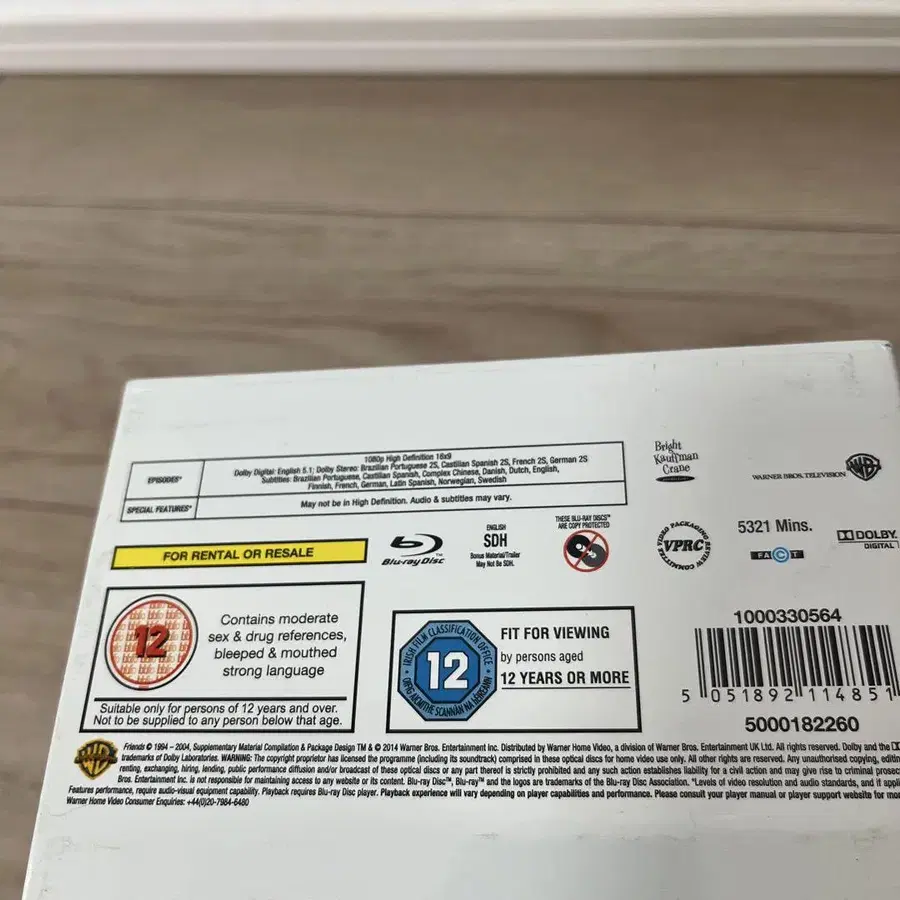 EPISODES*
1080p High Definition 16x9
Dolby Digital: English 5.1; Dolby Stereo: Brazilian Portuguese 2S, Castilian Spanish 2S, French 2S, German 2S
Subtitles: Brazilian Portuguese, Castilian Spanish, Complex Chinese, Danish, Dutch, English,
Finnish, French, German, Latin Spanish, Norwegian, Swedish
SPECIAL FEATURES*
May not be in High Definition. Audio & subtitles may vary.
Bright
Kauffman
Crane
WARNER BROS. TELEVISION
WB
FOR RENTAL OR RESALE
Blu-ray Disc™
ENGLISH
SDH
Bonus Material/Trailer
May Not Be SDH.
THESE BLU-RAY DISCS™
ARE COPY PROTECTED
VIDEO PACKAGING REVIEW COMMITTEE
VPRC
5321 Mins.
FACT
DOLBY
DIGITAL
12
Contains moderate
sex & drug references,
bleeped & mouthed
strong language
Suitable only for persons of 12 years and over.
Not to be supplied to any person below that age.
IRISH FILM CLASSIFICATION OFFICE
OIFIG AICMITHE SCANNÁN NA HÉIREANN
12
FIT FOR VIEWING
by persons aged
12 YEARS OR MORE
1000330564
5 051892 114851
5000182260
Friends © 1994 – 2004, Supplementary Material Compilation & Package Design TM & © 2014 Warner Bros. Entertainment Inc. Distributed by Warner Home Video, a division of Warner Bros. Entertainment UK Ltd. All rights reserved. Dolby and the
trademarks of Dolby Laboratories. WARNING: The copyright proprietor has licensed the programme (including its soundtrack) comprised in these optical discs for home video use only. All other rights are reserved. Any unauthorised copying,
renting, exchanging, hiring, lending, public performance diffusion and/or broadcast of these optical discs or any part thereof is strictly prohibited and any such action establishes liability for a civil action and may give rise to criminal
Bros. Entertainment Inc. is not responsible for maintaining access to any website or its content. Blu-ray Disc™, Blu-ray™ and the logos are trademarks of the Blu-ray Disc Association. *Levels of video resolution and audio standards, and if
Features performance, require audio-visual equipment capability. Playback requires Blu-ray Disc player. Playback experience will vary depending on player capabilities and performance. Please consult your player manual or player support website for
Warner Home Video Consumer Enquiries: +44(0)20-7984-6480